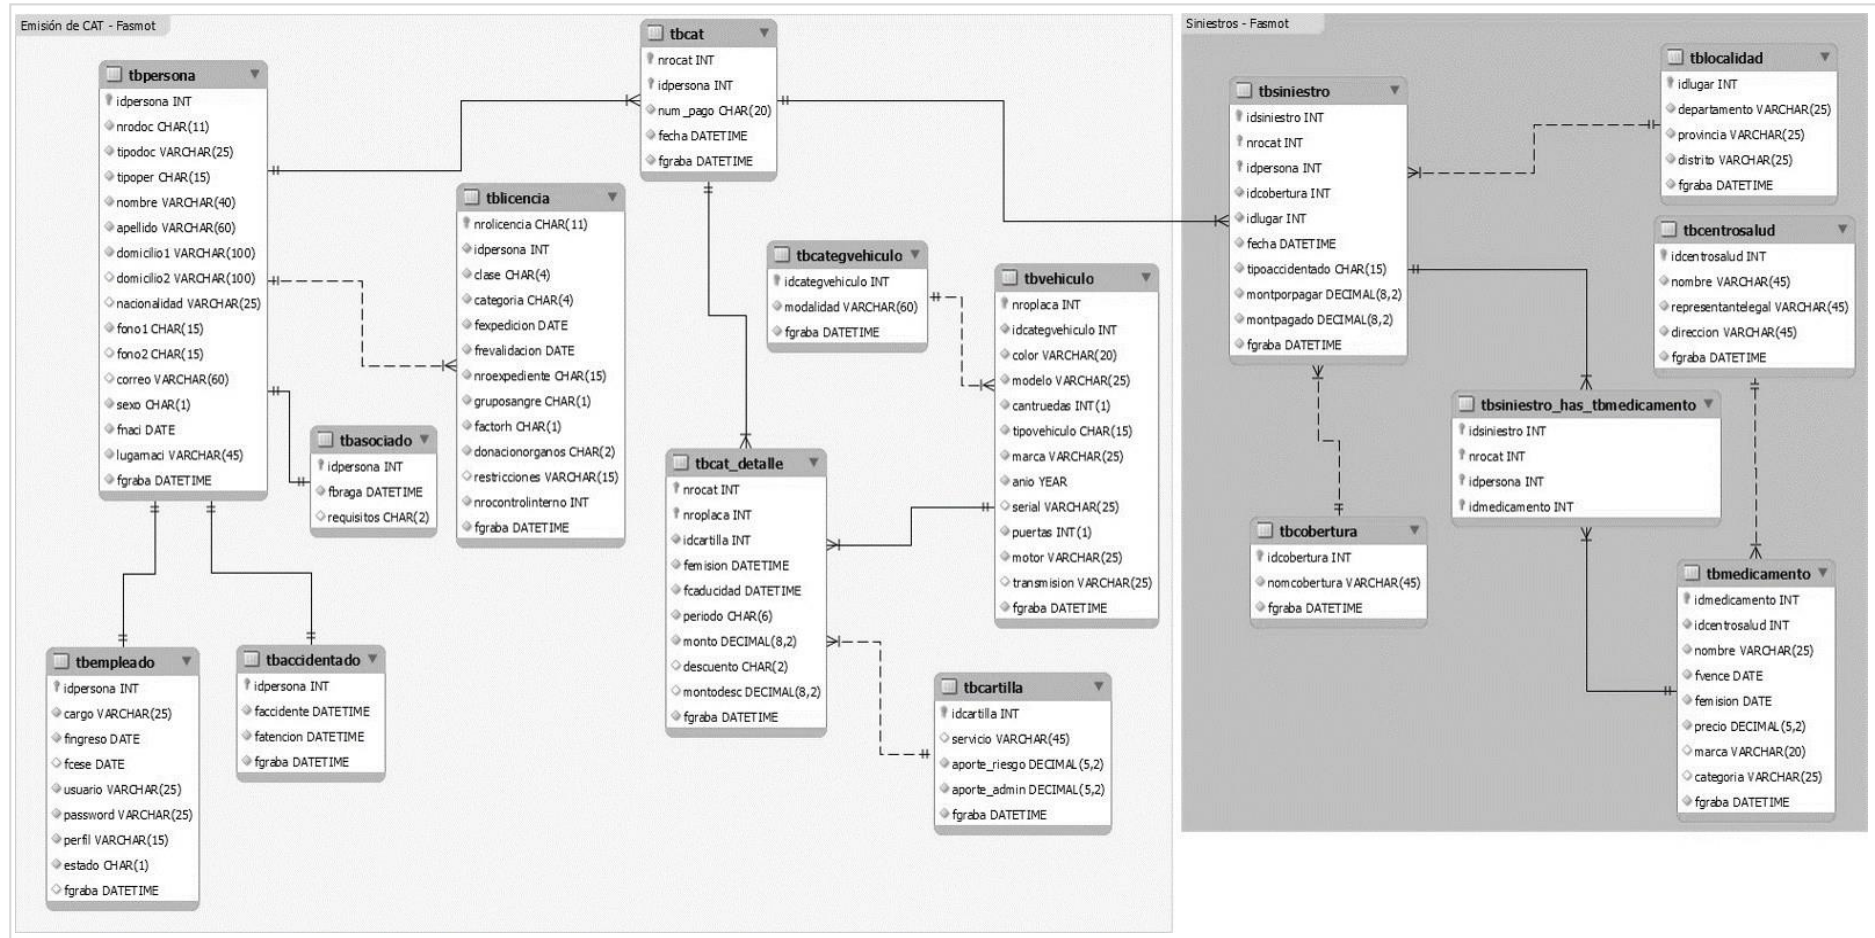 Emisión de CAT - Fasmot
tbpersona
idpersona INT
nrodoc CHAR(11)
tipodoc VARCHAR(25)
tipoper CHAR(15)
nombre VARCHAR(40)
apellido VARCHAR(60)
domicilio1 VARCHAR(100)
domicilio2 VARCHAR(100)
nacionalidad VARCHAR(25)
fono1 CHAR(15)
fono2 CHAR(15)
correo VARCHAR(60)
sexo CHAR(1)
fnaci DATE
lugarnaci VARCHAR(45)
fgraba DATETIME
tbcat
nrocat INT
idpersona INT
num_pago CHAR(20)
fecha DATETIME
fgraba DATETIME
tblicencia
nrolicencia CHAR(11)
idpersona INT
clase CHAR(4)
categoria CHAR(4)
fexpedicion DATE
frevalidacion DATE
nroexpediente CHAR(15)
gruposangre CHAR(1)
factorh CHAR(1)
donacionorganos CHAR(2)
restricciones VARCHAR(15)
nrocontrolinterno INT
fgraba DATETIME
tbasociado
idpersona INT
fbraga DATETIME
requisitos CHAR(2)
tbempleado
idpersona INT
cargo VARCHAR(25)
fingreso DATE
fcese DATE
usuario VARCHAR(25)
password VARCHAR(25)
perfil VARCHAR(15)
estado CHAR(1)
fgraba DATETIME
tbaccidentado
idpersona INT
faccidente DATETIME
fatencion DATETIME
fgraba DATETIME
tbcategvehiculo
idcategvehiculo INT
modalidad VARCHAR(60)
fgraba DATETIME
tbvehiculo
nroplaca INT
idcategvehiculo INT
color VARCHAR(20)
modelo VARCHAR(25)
cantruedas INT(1)
tipovehiculo CHAR(15)
marca VARCHAR(25)
anio YEAR
serial VARCHAR(25)
puertas INT(1)
motor VARCHAR(25)
transmision VARCHAR(25)
fgraba DATETIME
tbcat_detalle
nrocat INT
nroplaca INT
idcartilla INT
femision DATETIME
fcaducidad DATETIME
periodo CHAR(6)
monto DECIMAL(8,2)
descuento CHAR(2)
montodesc DECIMAL(8,2)
fgraba DATETIME
tbcartilla
idcartilla INT
servicio VARCHAR(45)
aporte_riesgo DECIMAL(5,2)
aporte_admin DECIMAL(5,2)
fgraba DATETIME
Siniestros - Fasmot
tbsiniestro
idsiniestro INT
nrocat INT
idpersona INT
idcobertura INT
idlugar INT
fecha DATETIME
tipoaccidentado CHAR(15)
montporpagar DECIMAL(8,2)
montpagado DECIMAL(8,2)
fgraba DATETIME
tblocalidad
idlugar INT
departamento VARCHAR(25)
provincia VARCHAR(25)
distrito VARCHAR(25)
fgraba DATETIME
tbcentrosalud
idcentrosalud INT
nombre VARCHAR(45)
representantelegal VARCHAR(45)
direccion VARCHAR(45)
fgraba DATETIME
tbsiniestro_has_tbmedicamento
idsiniestro INT
nrocat INT
idpersona INT
idmedicamento INT
tbcobertura
idcobertura INT
nomcobertura VARCHAR(45)
fgraba DATETIME
tbmedicamento
idmedicamento INT
idcentrosalud INT
nombre VARCHAR(25)
fvence DATE
femision DATE
precio DECIMAL(5,2)
marca VARCHAR(20)
categoria VARCHAR(25)
fgraba DATETIME